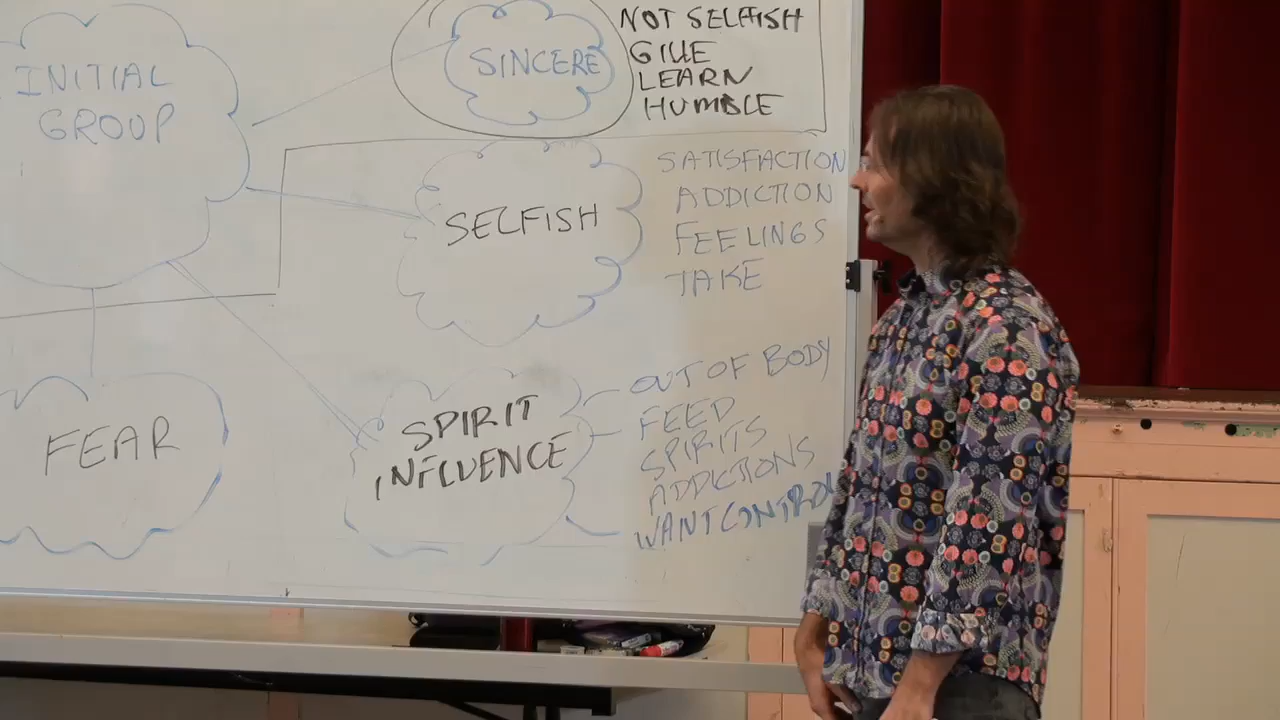 INITIAL
GROUP
SINCERE
NOT SELFISH
GIVE
LEARN
HUMBLE
SELFISH
SATISFACTION
ADDICTION
FEELINGS
TAKE
FEAR
SPIRIT
INFLUENCE
OUT OF BODY
FEED
SPIRITS
ADDICTIONS
WANT CONTROL